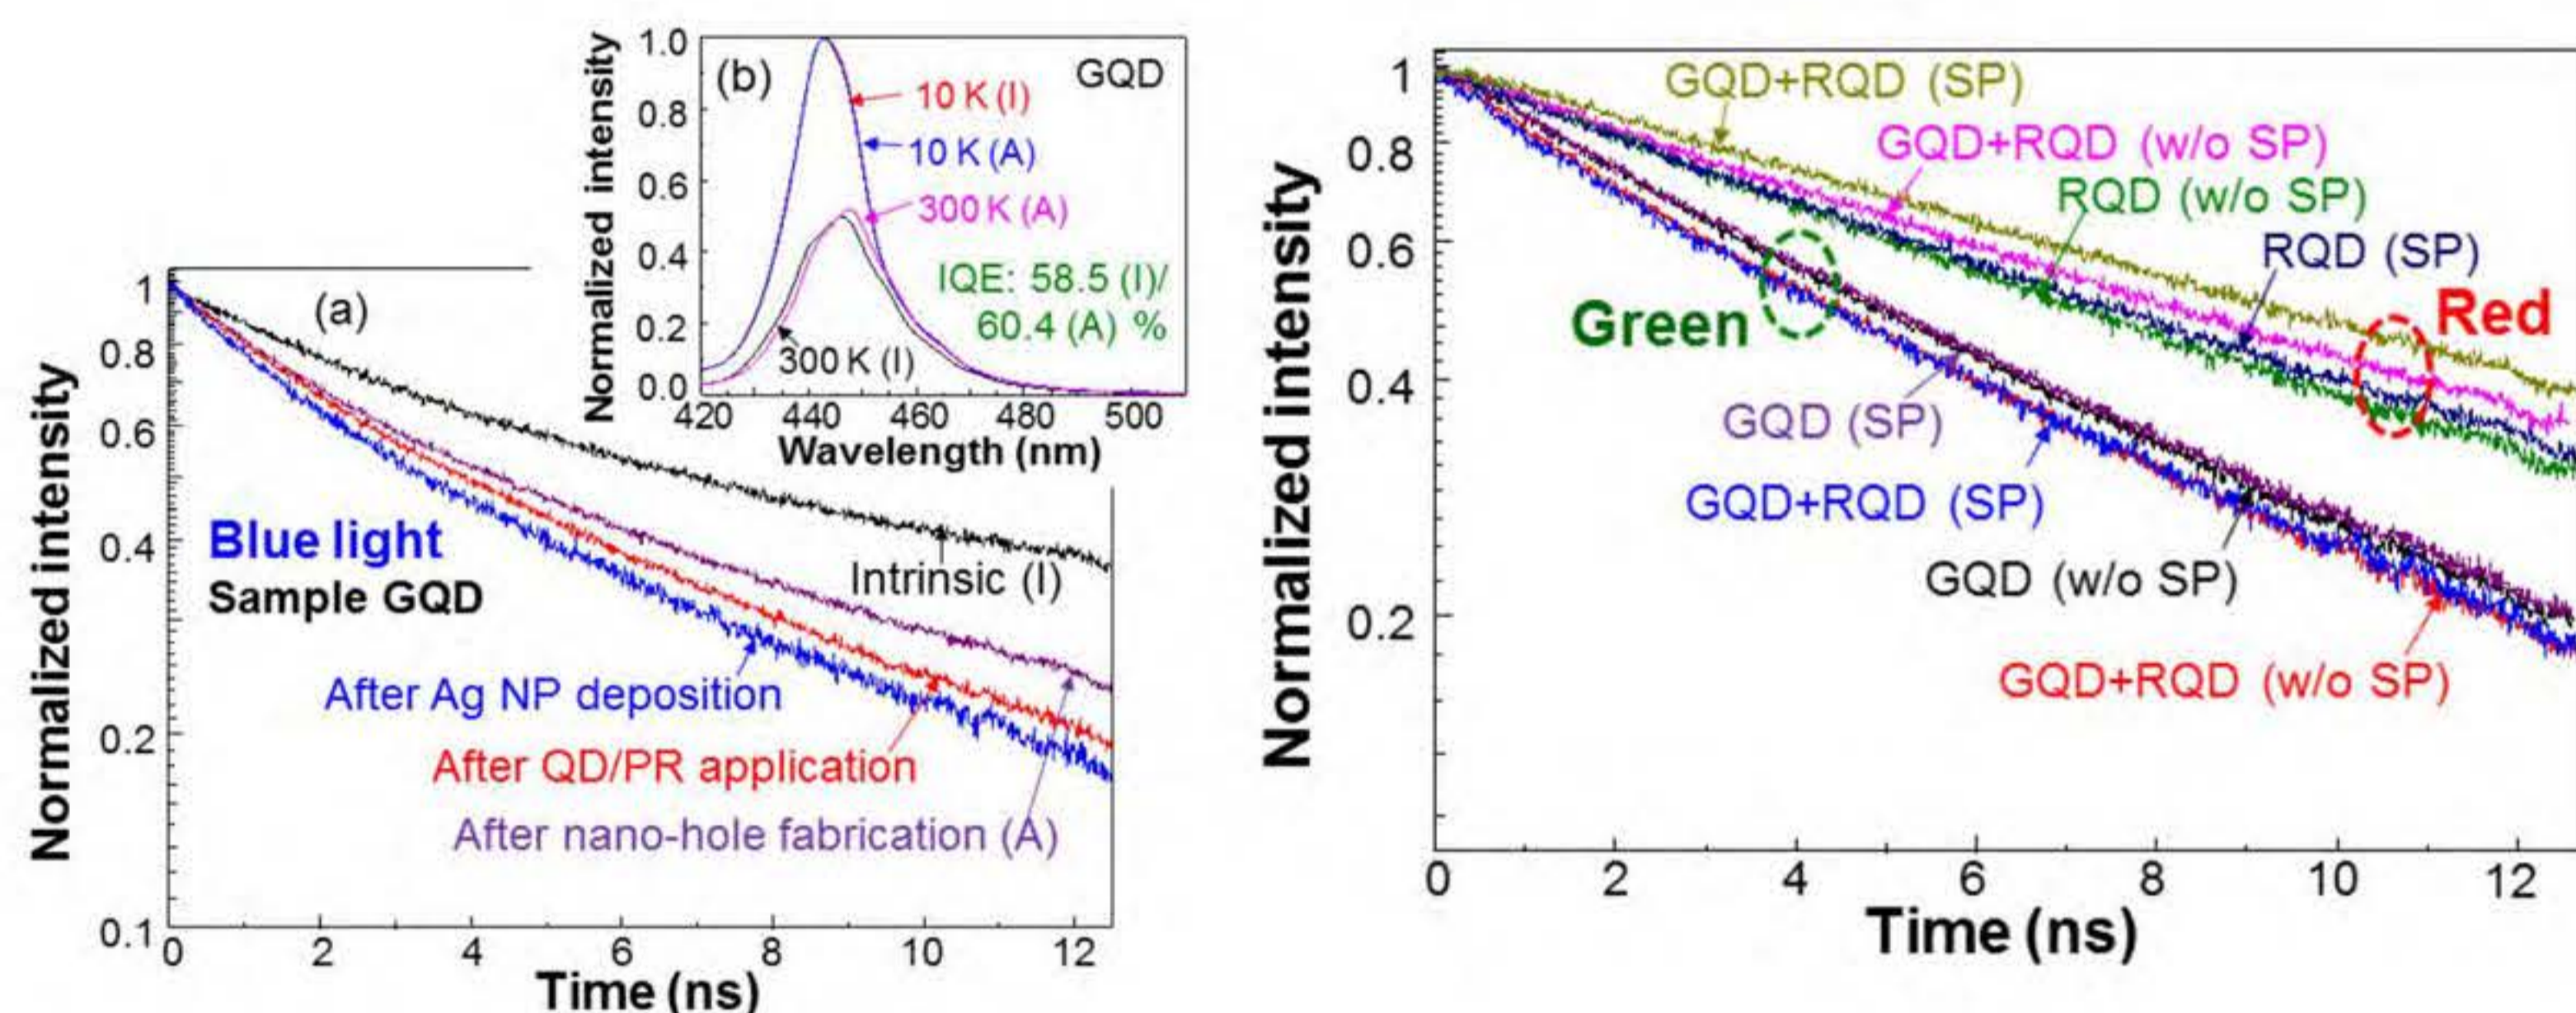 (a)
Normalized intensity
1
0.8
0.6
0.4
0.2
0.1
Blue light
Sample GQD
Intrinsic (I)
After Ag NP deposition
After QD/PR application
After nano-hole fabrication (A)
0 2 4 6 8 10 12
Time (ns)
(b)
GQD
Normalized intensity
1.0
0.8
0.6
0.4
0.2
0.0
10 K (I)
10 K (A)
300 K (A)
IQE: 58.5 (I)/
60.4 (A) %
300 K (I)
420 440 460 480 500
Wavelength (nm)
Normalized intensity
1
0.8
0.6
0.4
0.2
GQD+RQD (SP)
GQD+RQD (w/o SP)
RQD (w/o SP)
RQD (SP)
Red
Green
GQD (SP)
GQD+RQD (SP)
GQD (w/o SP)
GQD+RQD (w/o SP)
0 2 4 6 8 10 12
Time (ns)